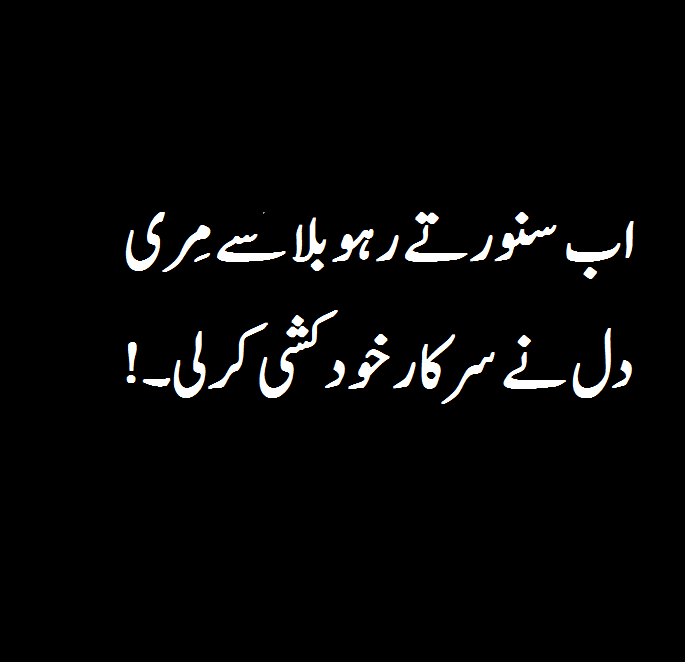 اب سنورتے رہو بلا سے مِری
دل نے سرکار خودکشی کرلی۔!